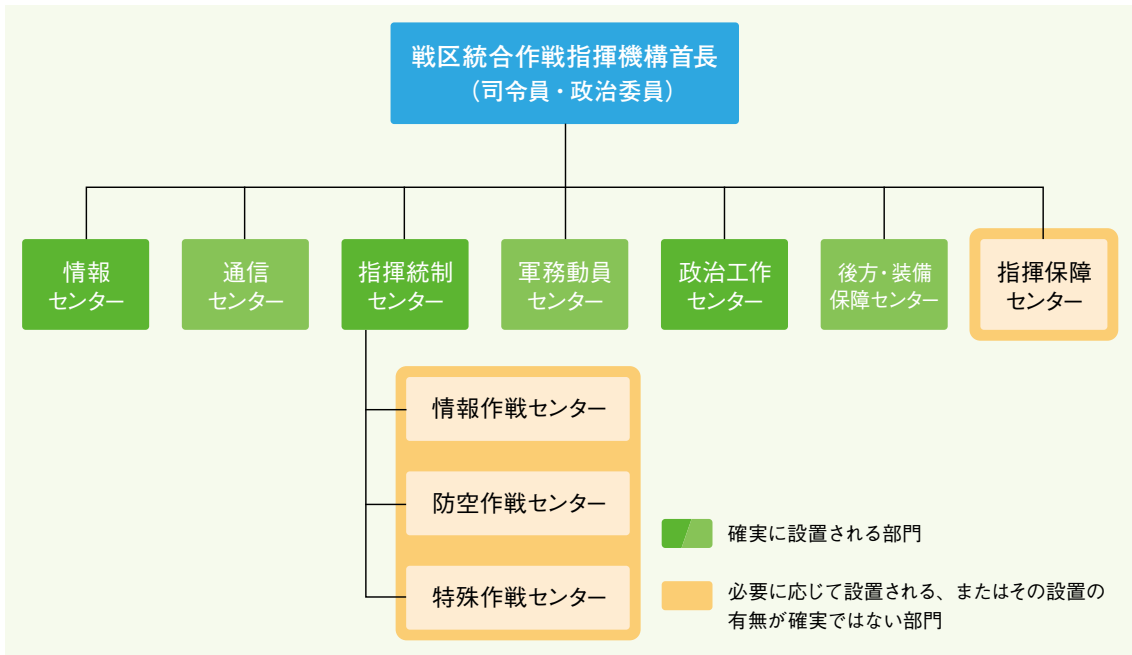 戦区統合作戦指揮機構首長
（司令員・政治委員）
情報
センター
通信
センター
指揮統制
センター
軍務動員
センター
政治工作
センター
後方・装備
保障センター
指揮保障
センター
情報作戦センター
防空作戦センター
特殊作戦センター
確実に設置される部門
必要に応じて設置される、またはその設置の
有無が確実ではない部門